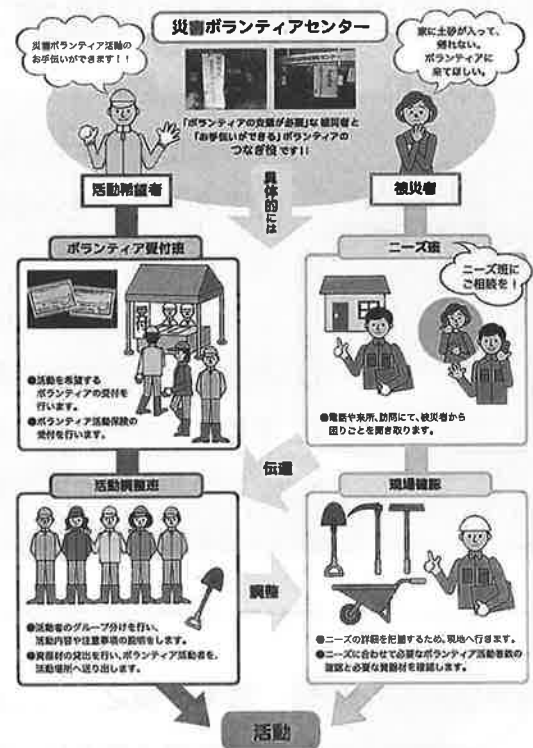 災害ボランティアセンター
災害ボランティア活動の
お手伝いができます！！
家に土砂が入って、
帰れない。
ボランティアに
来てほしい。
「ボランティアの支援が必要」な被災者と
「お手伝いができる」ボランティアの
つなぎ役です！！
活動希望者
被災者
具体的には
ボランティア受付班
受付
●活動を希望する
ボランティアの受付を
行います。
●ボランティア活動保険の
受付を行います。
ニーズ班
ニーズ班に
ご相談を！
●電話や来所、訪問にて、被災者から
困りごとを聞き取ります。
伝達
活動調整班
●活動者のグループ分けを行い、
活動内容や注意事項の説明をします。
●資器材の貸出を行い、ボランティア活動者を、
活動場所へ送り出します。
調整
現場確認
●ニーズの詳細を把握するため、現地へ行きます。
●ニーズに合わせて必要なボランティア活動者数の
確認と必要な資器材を確認します。
活動